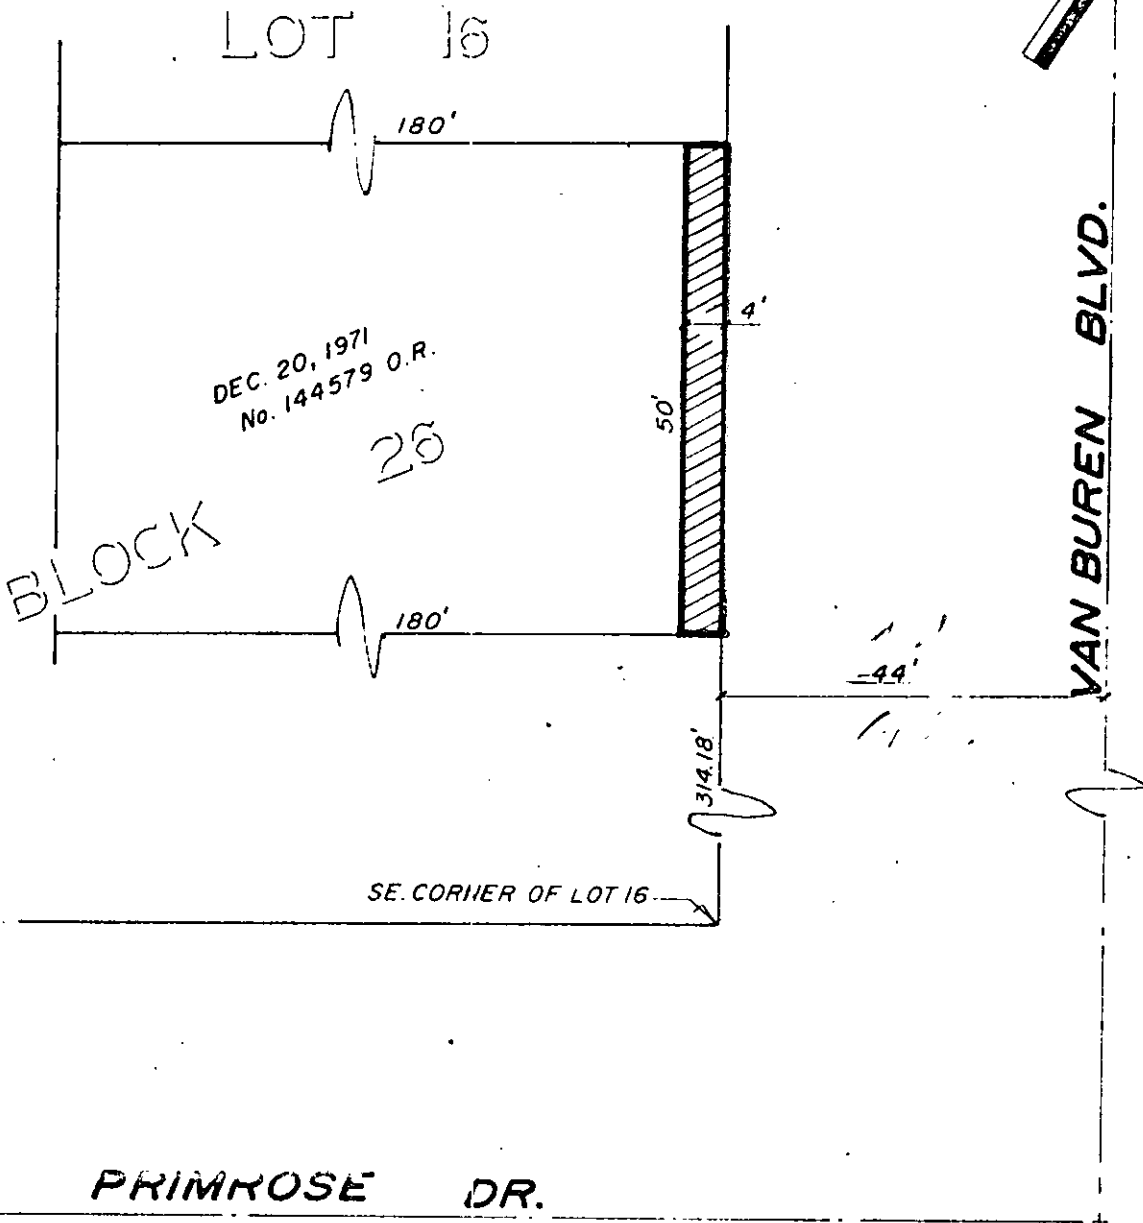 LOT 16
180'
4'
DEC. 20, 1971
No. 144579 O.R.
50'
26
BLOCK
180'
VAN BUREN BLVD.
44'
314.18'
SE. CORNER OF LOT 16
PRIMROSE DR.